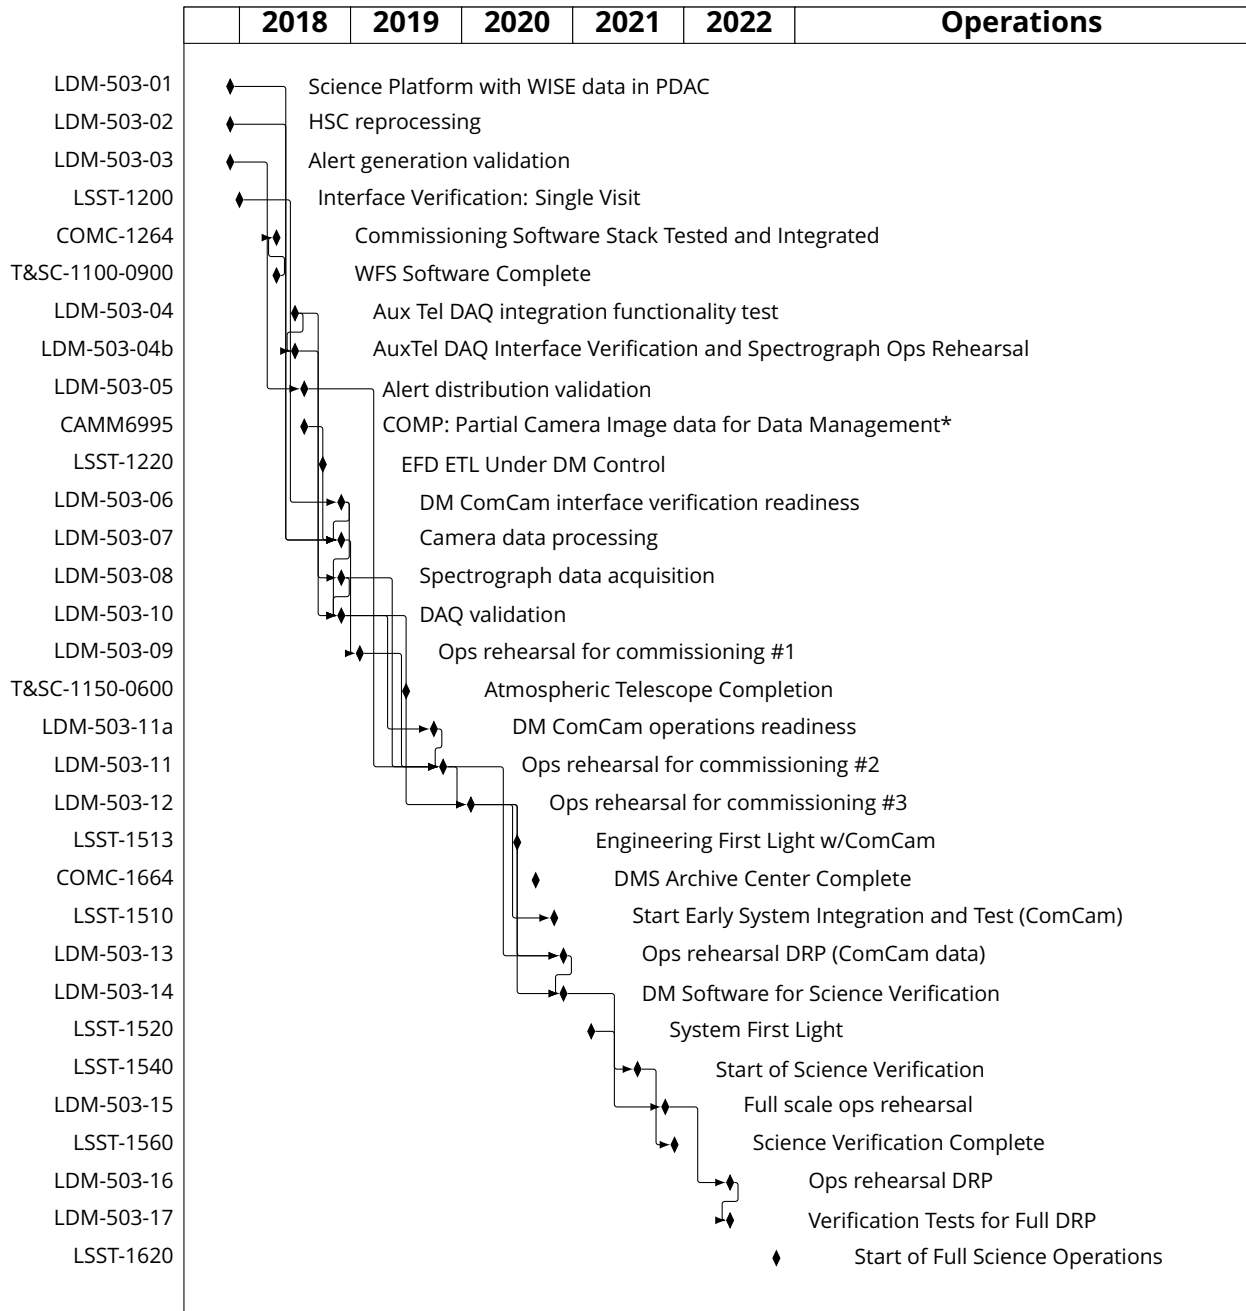 2018 2019 2020 2021 2022 Operations
LDM-503-01 Science Platform with WISE data in PDAC
LDM-503-02 HSC reprocessing
LDM-503-03 Alert generation validation
LSST-1200 Interface Verification: Single Visit
COMC-1264 Commissioning Software Stack Tested and Integrated
T&SC-1100-0900 WFS Software Complete
LDM-503-04 Aux Tel DAQ integration functionality test
LDM-503-04b AuxTel DAQ Interface Verification and Spectrograph Ops Rehearsal
LDM-503-05 Alert distribution validation
CAMM6995 COMP: Partial Camera Image data for Data Management*
LSST-1220 EFD ETL Under DM Control
LDM-503-06 DM ComCam interface verification readiness
LDM-503-07 Camera data processing
LDM-503-08 Spectrograph data acquisition
LDM-503-10 DAQ validation
LDM-503-09 Ops rehearsal for commissioning #1
T&SC-1150-0600 Atmospheric Telescope Completion
LDM-503-11a DM ComCam operations readiness
LDM-503-11 Ops rehearsal for commissioning #2
LDM-503-12 Ops rehearsal for commissioning #3
LSST-1513 Engineering First Light w/ComCam
COMC-1664 DMS Archive Center Complete
LSST-1510 Start Early System Integration and Test (ComCam)
LDM-503-13 Ops rehearsal DRP (ComCam data)
LDM-503-14 DM Software for Science Verification
LSST-1520 System First Light
LSST-1540 Start of Science Verification
LDM-503-15 Full scale ops rehearsal
LSST-1560 Science Verification Complete
LDM-503-16 Ops rehearsal DRP
LDM-503-17 Verification Tests for Full DRP
LSST-1620 Start of Full Science Operations